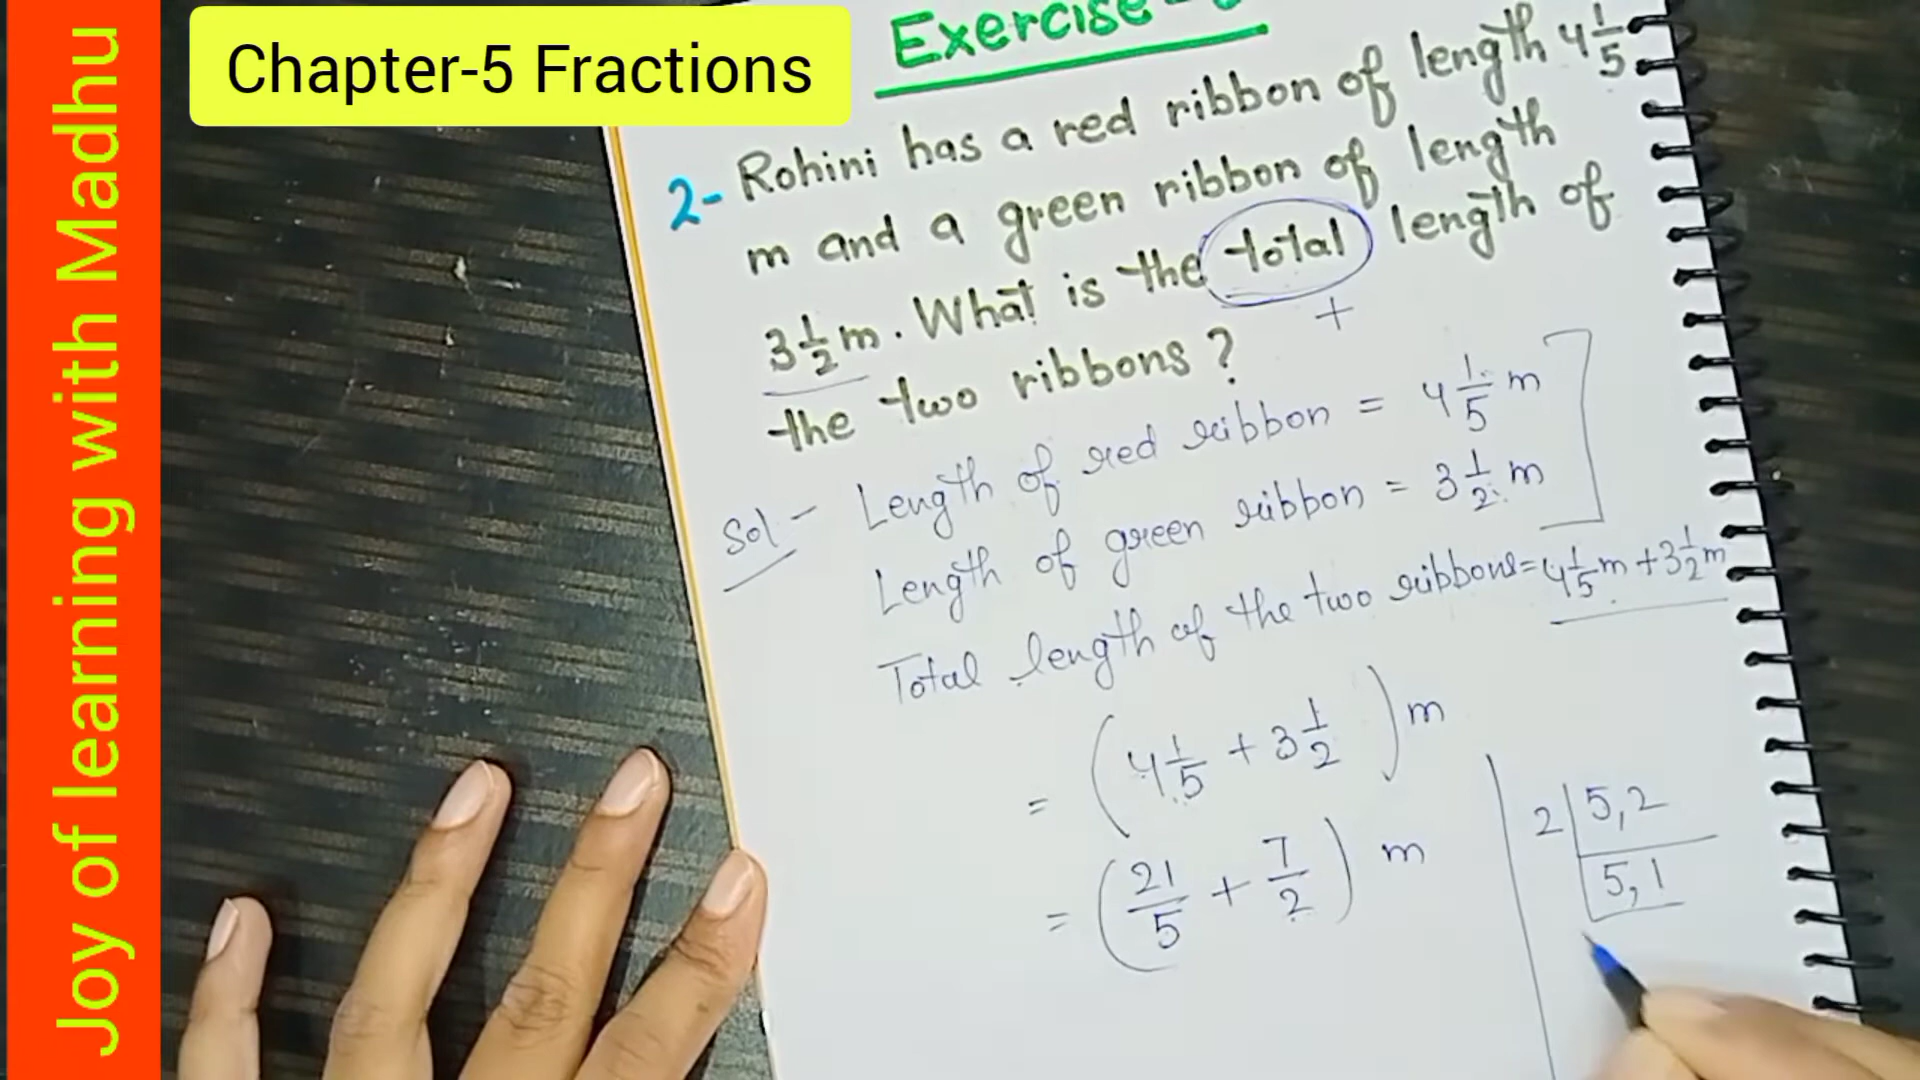 Joy of learning with Madhu
Chapter-5 Fractions
Exercise-
2- Rohini has a red ribbon of length 4 1/5
m and a green ribbon of length
3 1/2 m. What is the total length of
+
the two ribbons?
Sol- Length of red ribbon = 4 1/5 m
Length of green ribbon = 3 1/2 m
Total length of the two ribbons = 4 1/5 m + 3 1/2 m
= (4 1/5 + 3 1/2) m
= (21/5 + 7/2) m
2 | 5, 2
5, 1